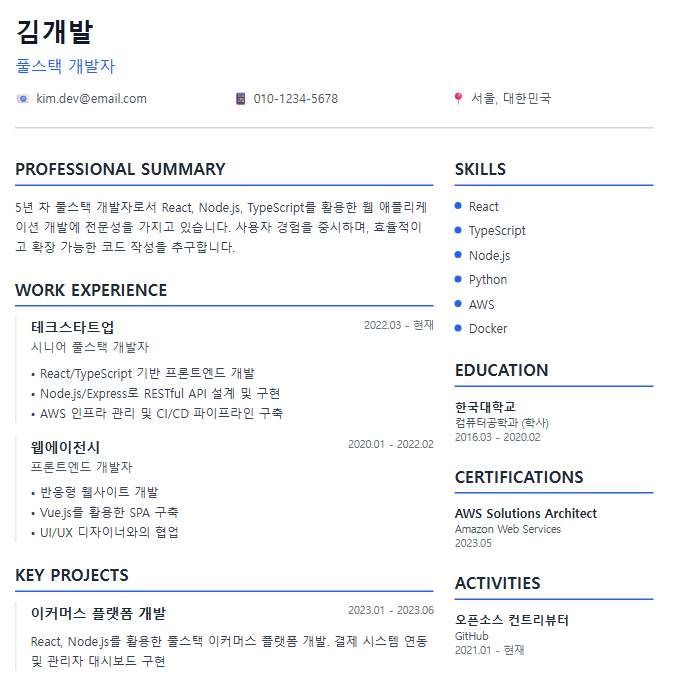 김개발
풀스택 개발자
kim.dev@email.com
010-1234-5678
서울, 대한민국
PROFESSIONAL SUMMARY
5년 차 풀스택 개발자로서 React, Node.js, TypeScript를 활용한 웹 애플리케
이션 개발에 전문성을 가지고 있습니다. 사용자 경험을 중시하며, 효율적이
고 확장 가능한 코드 작성을 추구합니다.
WORK EXPERIENCE
테크스타트업
2022.03 - 현재
시니어 풀스택 개발자
• React/TypeScript 기반 프론트엔드 개발
• Node.js/Express로 RESTful API 설계 및 구현
• AWS 인프라 관리 및 CI/CD 파이프라인 구축
웹에이전시
2020.01 - 2022.02
프론트엔드 개발자
• 반응형 웹사이트 개발
• Vue.js를 활용한 SPA 구축
• UI/UX 디자이너와의 협업
KEY PROJECTS
이커머스 플랫폼 개발
2023.01 - 2023.06
React, Node.js를 활용한 풀스택 이커머스 플랫폼 개발. 결제 시스템 연동
및 관리자 대시보드 구현
SKILLS
React
TypeScript
Node.js
Python
AWS
Docker
EDUCATION
한국대학교
컴퓨터공학과 (학사)
2016.03 - 2020.02
CERTIFICATIONS
AWS Solutions Architect
Amazon Web Services
2023.05
ACTIVITIES
오픈소스 컨트리뷰터
GitHub
2021.01 - 현재